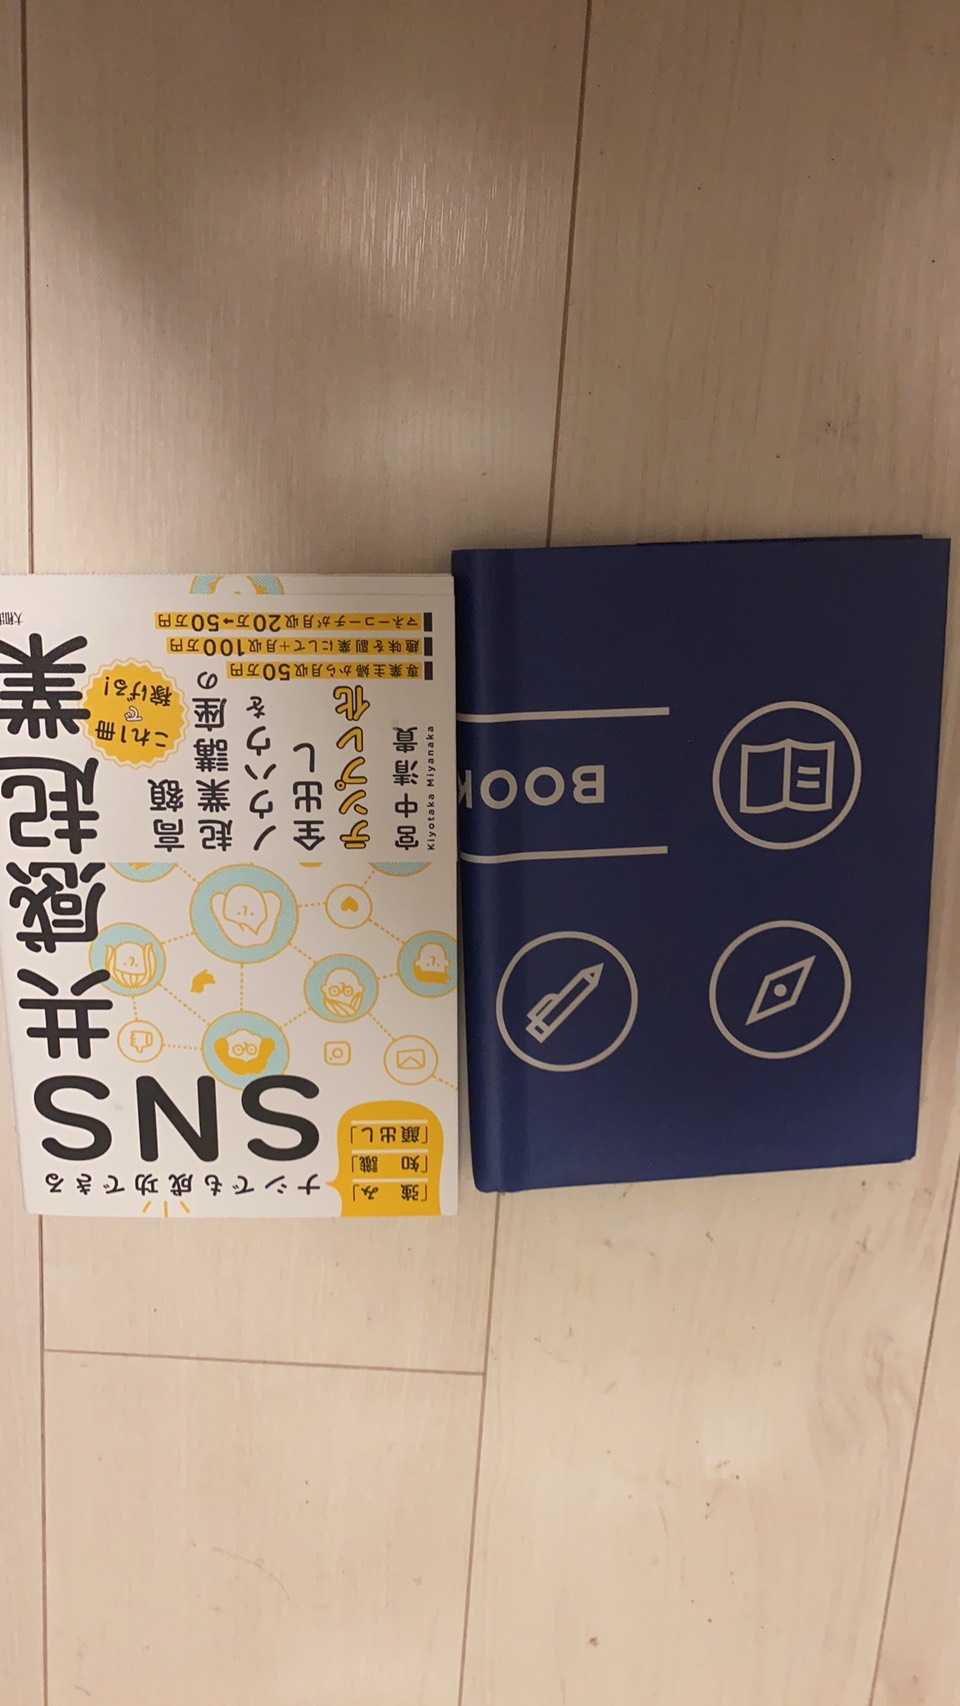 「強み」
「知識」
「顔出し」
ナシでも成功できる
SNS
共感起業
高額
起業講座の
ノウハウを
全出し
テンプレ化
宮中清貴
Kiyotaka Miyanaka
これ1冊
で
稼げる!
専業主婦から月収50万円
趣味を副業にして+月収100万円
マネーコーチが月収20万→50万円
BOOK